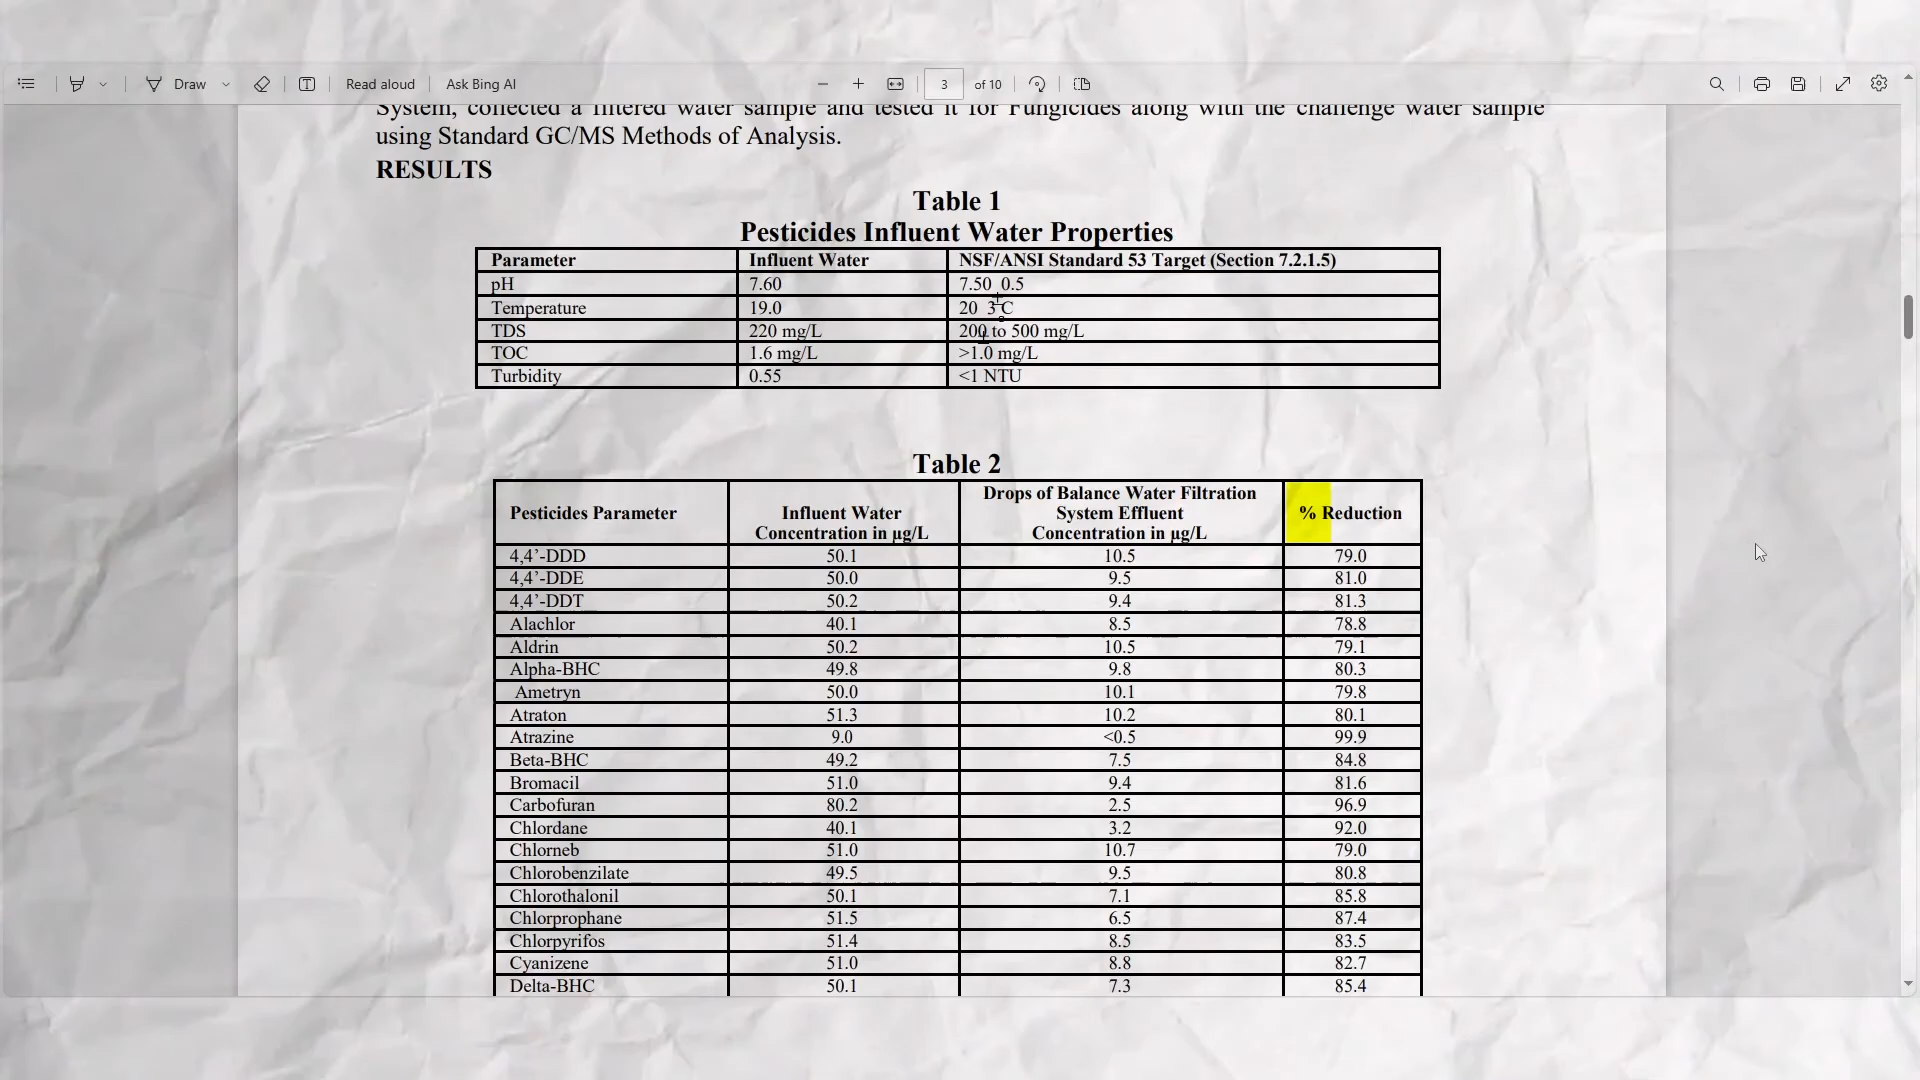 Draw
Read aloud
Ask Bing AI
3 of 10
System, collected a filtered water sample and tested it for Fungicides along with the challenge water sample
using Standard GC/MS Methods of Analysis.
RESULTS
Table 1
Pesticides Influent Water Properties
Parameter Influent Water NSF/ANSI Standard 53 Target (Section 7.2.1.5)
pH 7.60 7.50 ± 0.5
Temperature 19.0 20 ± 3°C
TDS 220 mg/L 200 to 500 mg/L
TOC 1.6 mg/L >1.0 mg/L
Turbidity 0.55 <1 NTU
Table 2
Pesticides Parameter Influent Water Concentration in µg/L Drops of Balance Water Filtration System Effluent Concentration in µg/L % Reduction
4,4’-DDD 50.1 10.5 79.0
4,4’-DDE 50.0 9.5 81.0
4,4’-DDT 50.2 9.4 81.3
Alachlor 40.1 8.5 78.8
Aldrin 50.2 10.5 79.1
Alpha-BHC 49.8 9.8 80.3
Ametryn 50.0 10.1 79.8
Atraton 51.3 10.2 80.1
Atrazine 9.0 <0.5 99.9
Beta-BHC 49.2 7.5 84.8
Bromacil 51.0 9.4 81.6
Carbofuran 80.2 2.5 96.9
Chlordane 40.1 3.2 92.0
Chlorneb 51.0 10.7 79.0
Chlorobenzilate 49.5 9.5 80.8
Chlorothalonil 50.1 7.1 85.8
Chlorprophane 51.5 6.5 87.4
Chlorpyrifos 51.4 8.5 83.5
Cyanizene 51.0 8.8 82.7
Delta-BHC 50.1 7.3 85.4